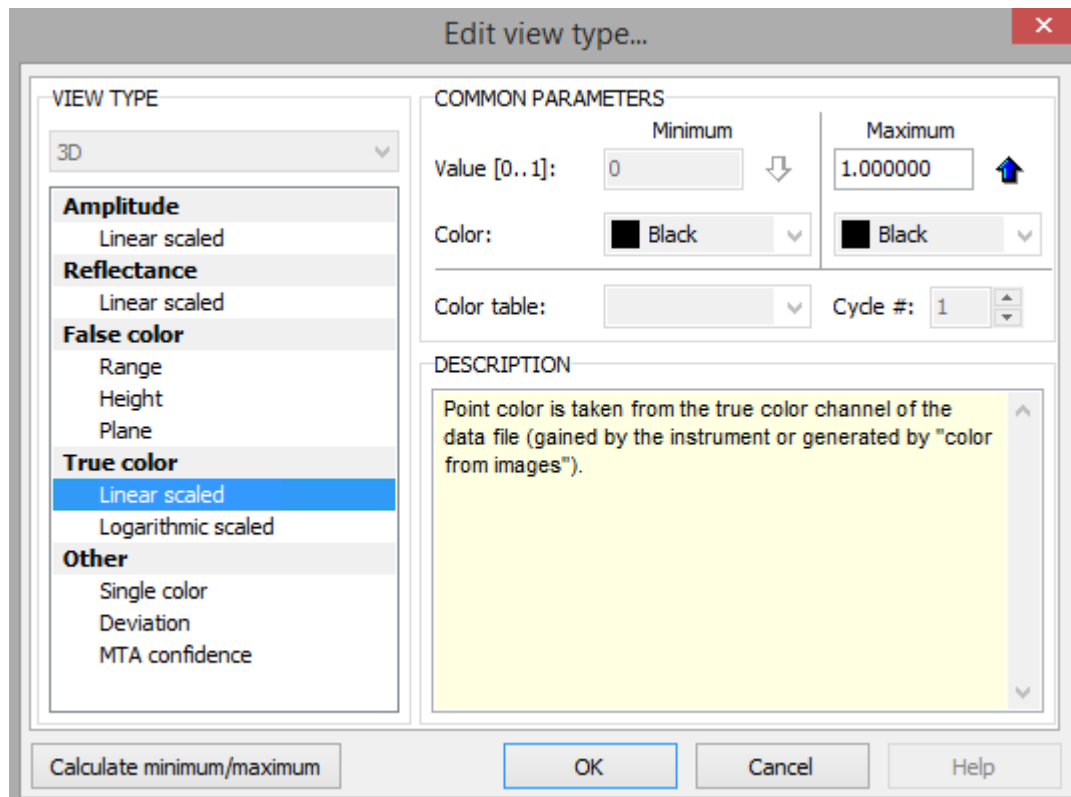 Edit view type...
VIEW TYPE
3D
Amplitude
Linear scaled
Reflectance
Linear scaled
False color
Range
Height
Plane
True color
Linear scaled
Logarithmic scaled
Other
Single color
Deviation
MTA confidence
COMMON PARAMETERS
Minimum Maximum
Value [0..1]: 0 1.000000
Color: Black Black
Color table: Cycle #: 1
DESCRIPTION
Point color is taken from the true color channel of the
data file (gained by the instrument or generated by "color
from images").
Calculate minimum/maximum OK Cancel Help